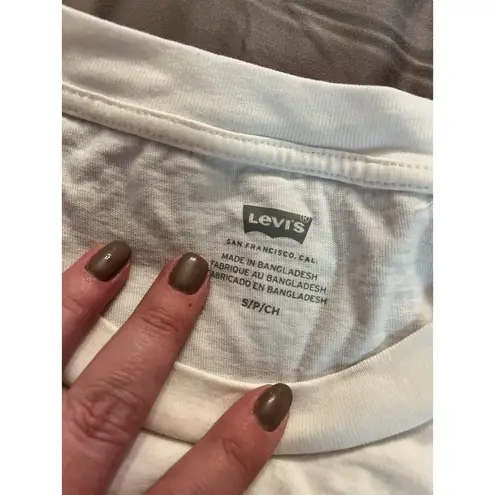 Levi's
SAN FRANCISCO, CAL.
MADE IN BANGLADESH
FABRIQUE AU BANGLADESH
FABRICADO EN BANGLADESH
S/P/CH